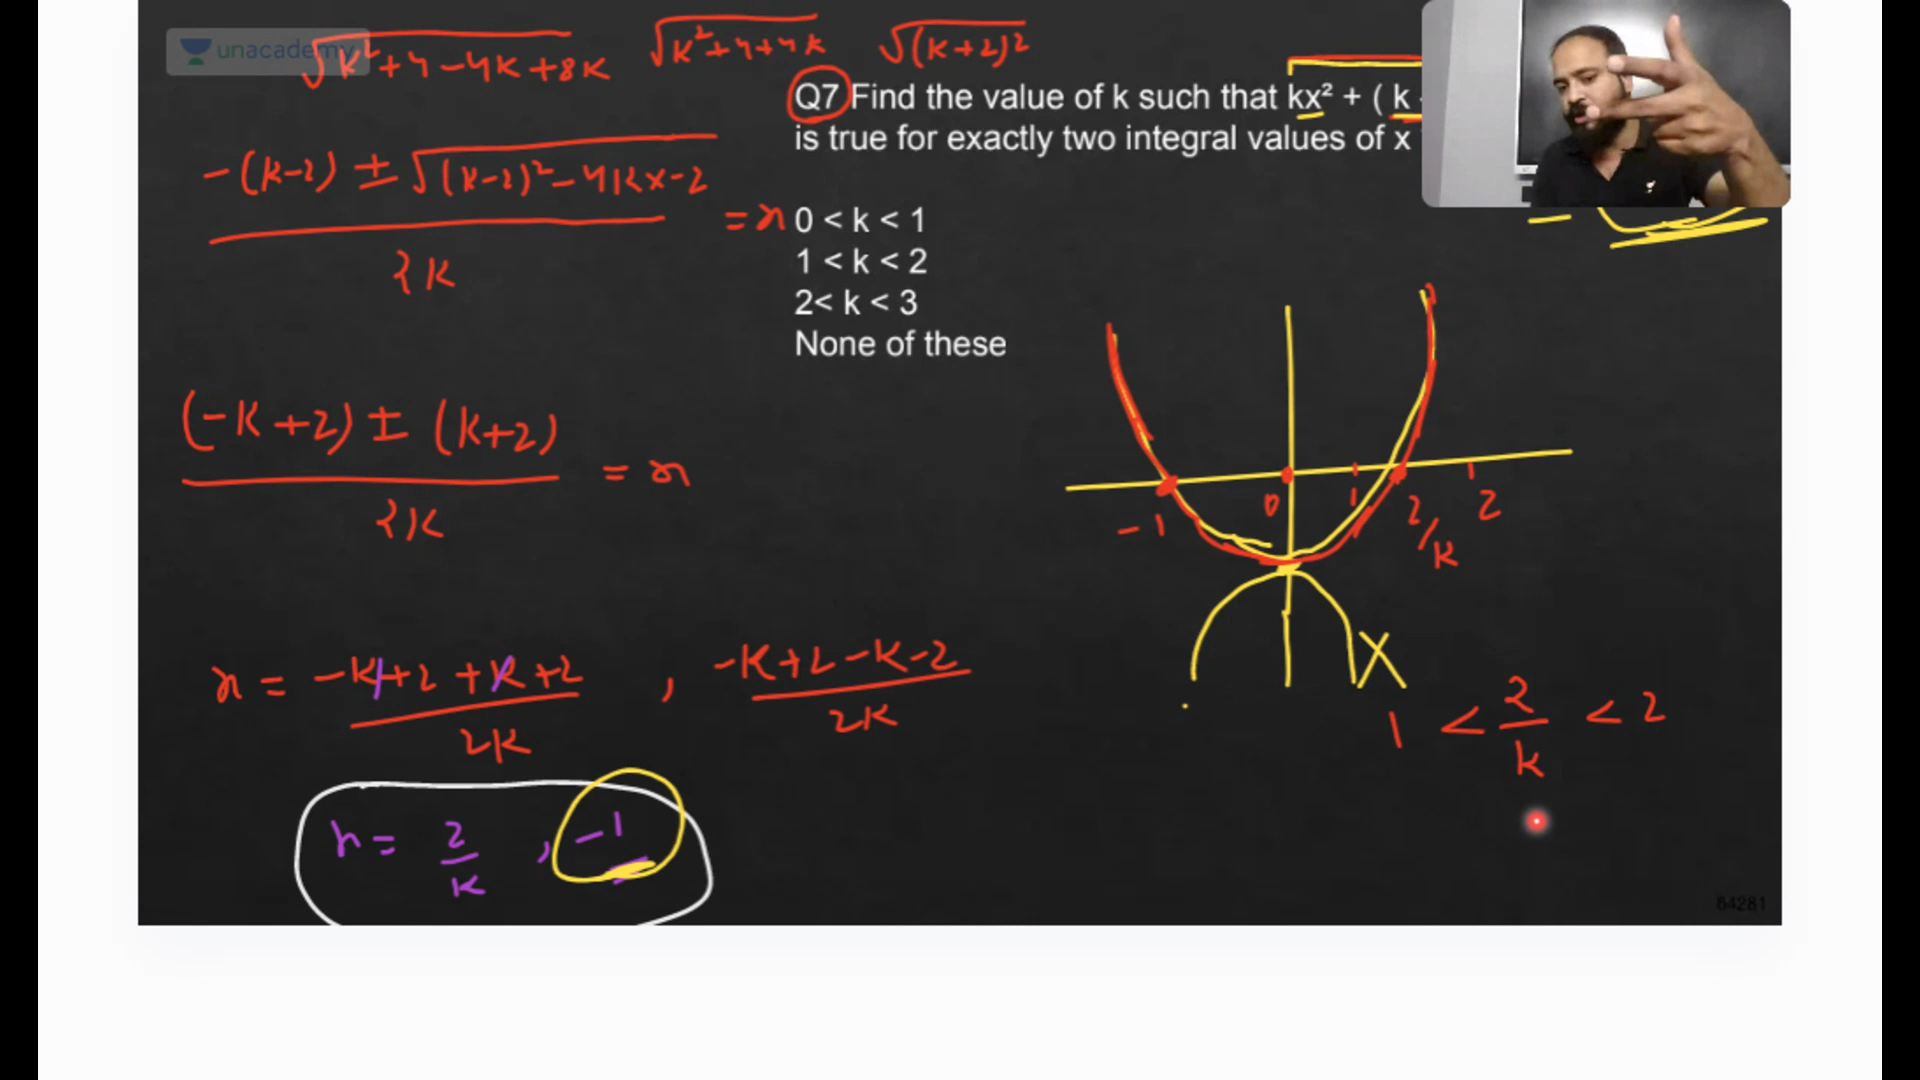 unacademy
√k²+4-4k+8k √k²+4+4k √(k+2)²
Q7 Find the value of k such that kx² + ( k
is true for exactly two integral values of x
-(k-2) ± √(k-2)²-4kx-2
= x
2k
0 < k < 1
1 < k < 2
2< k < 3
None of these
(-k+2) ± (k+2)
= x
2k
-1 0 1 2/k 2
x = -k+2+k+2 , -k+2-k-2
2k 2k
X
1 < 2/k < 2
x = 2/k , -1
54281